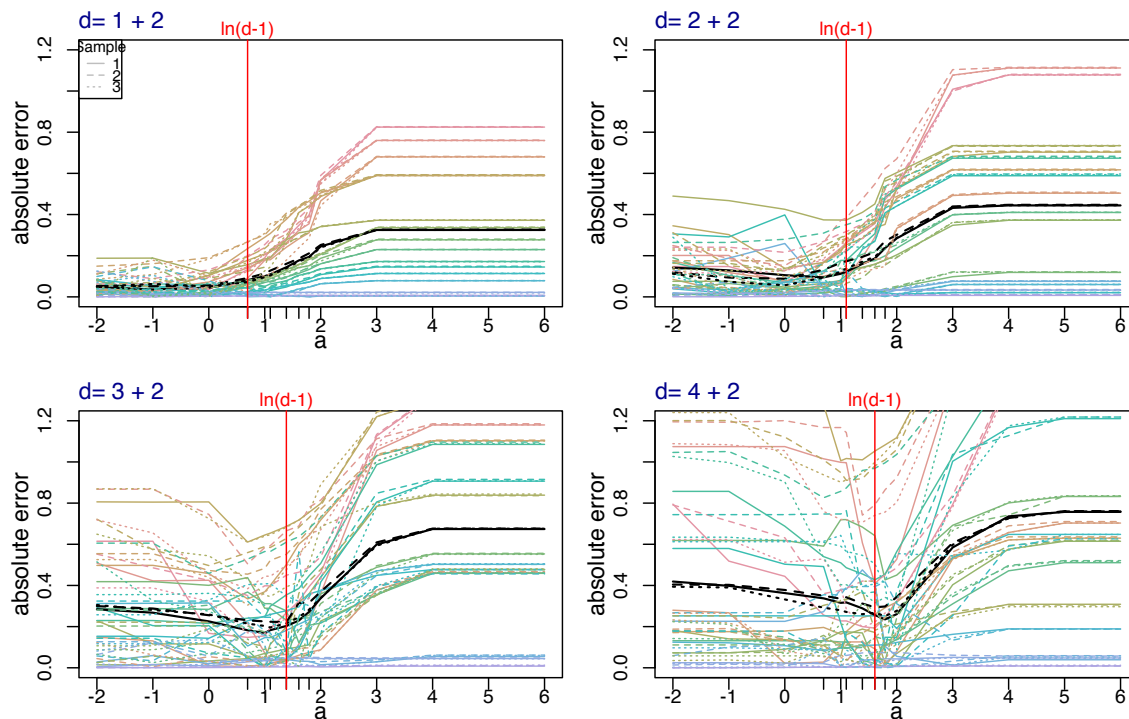 d= 1 + 2
ln(d-1)
Sample
1
2
3
absolute error
0.0 0.4 0.8 1.2
-2 -1 0 1 2 3 4 5 6
a
d= 2 + 2
ln(d-1)
absolute error
0.0 0.4 0.8 1.2
-2 -1 0 1 2 3 4 5 6
a
d= 3 + 2
ln(d-1)
absolute error
0.0 0.4 0.8 1.2
-2 -1 0 1 2 3 4 5 6
a
d= 4 + 2
ln(d-1)
absolute error
0.0 0.4 0.8 1.2
-2 -1 0 1 2 3 4 5 6
a